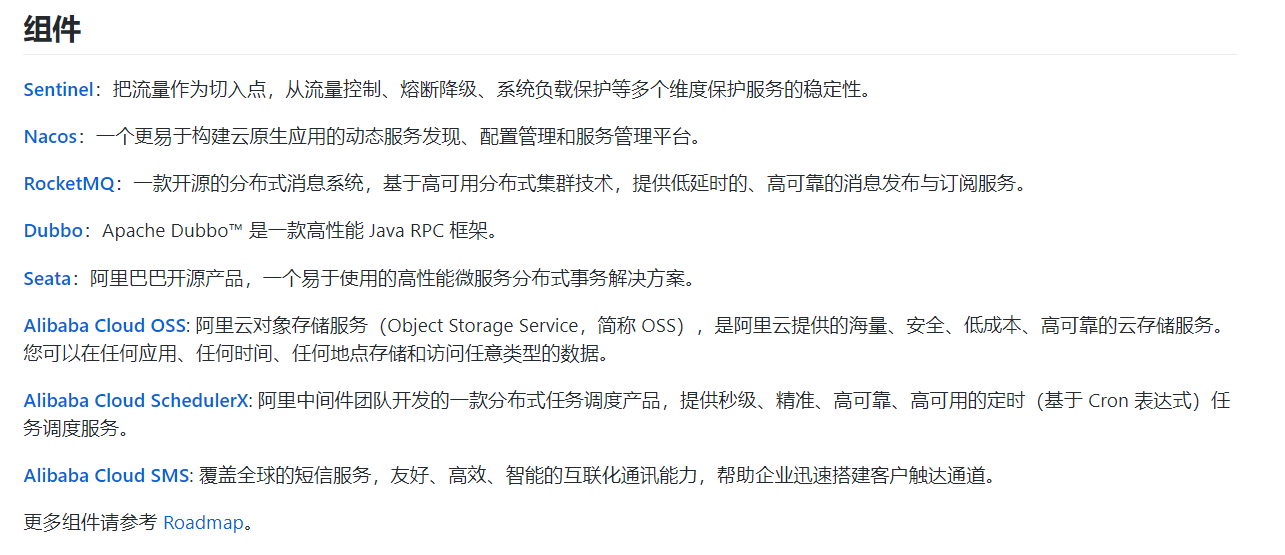 组件
Sentinel：把流量作为切入点，从流量控制、熔断降级、系统负载保护等多个维度保护服务的稳定性。
Nacos：一个更易于构建云原生应用的动态服务发现、配置管理和服务管理平台。
RocketMQ：一款开源的分布式消息系统，基于高可用分布式集群技术，提供低延时的、高可靠的消息发布与订阅服务。
Dubbo：Apache Dubbo™ 是一款高性能 Java RPC 框架。
Seata：阿里巴巴开源产品，一个易于使用的高性能微服务分布式事务解决方案。
Alibaba Cloud OSS: 阿里云对象存储服务（Object Storage Service，简称 OSS），是阿里云提供的海量、安全、低成本、高可靠的云存储服务。
您可以在任何应用、任何时间、任何地点存储和访问任意类型的数据。
Alibaba Cloud SchedulerX: 阿里中间件团队开发的一款分布式任务调度产品，提供秒级、精准、高可靠、高可用的定时（基于 Cron 表达式）任
务调度服务。
Alibaba Cloud SMS: 覆盖全球的短信服务，友好、高效、智能的互联化通讯能力，帮助企业迅速搭建客户触达通道。
更多组件请参考 Roadmap。